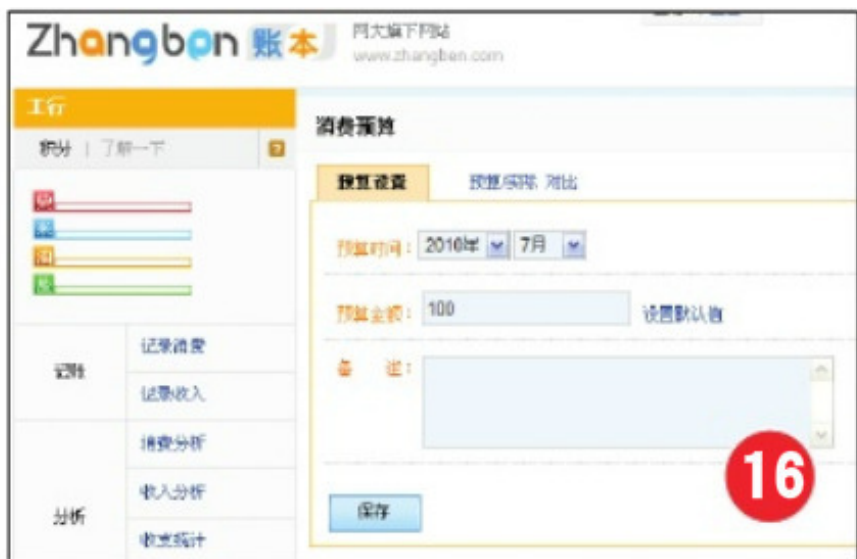 Zhangben 账本
网大旗下网站
www.zhangben.com
工行
积分 | 了解一下 ?
消费预算
预算设置
预算/实际 对比
预算时间: 2010年 7月
预算金额: 100 设置默认值
备 注:
保存
记账
记录消费
记录收入
分析
消费分析
收入分析
收支统计
16